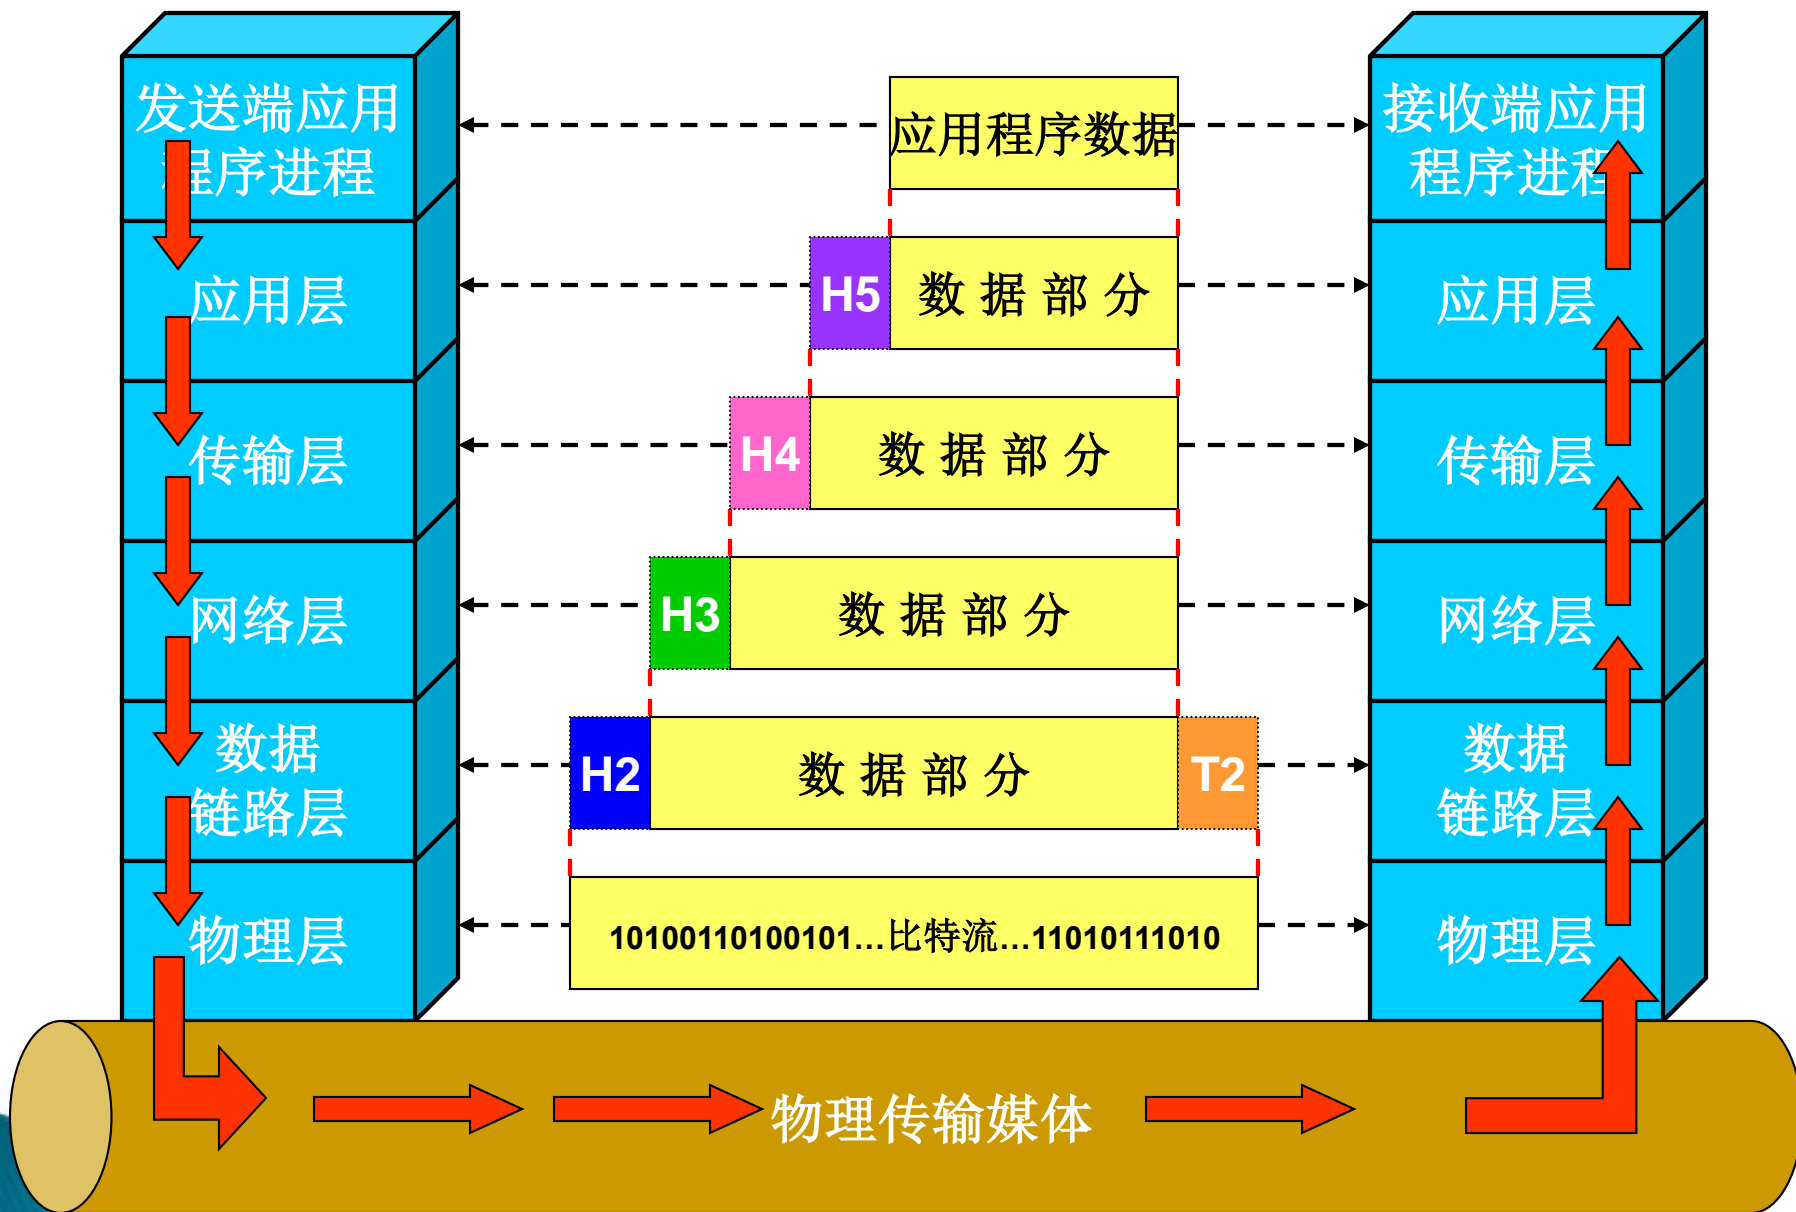 发送端应用
程序进程
应用程序数据
接收端应用
程序进程
应用层
H5 数据部分
应用层
传输层
H4 数据部分
传输层
网络层
H3 数据部分
网络层
数据
链路层
H2 数据部分 T2
数据
链路层
物理层
10100110100101…比特流…11010111010
物理层
物理传输媒体